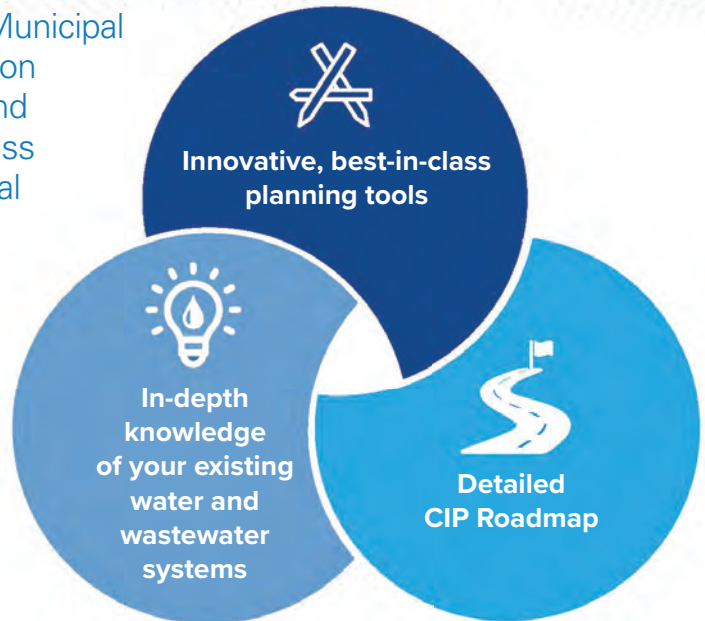 Municipal
on
nd
ss
al
Innovative, best-in-class
planning tools
In-depth
knowledge
of your existing
water and
wastewater
systems
Detailed
CIP Roadmap